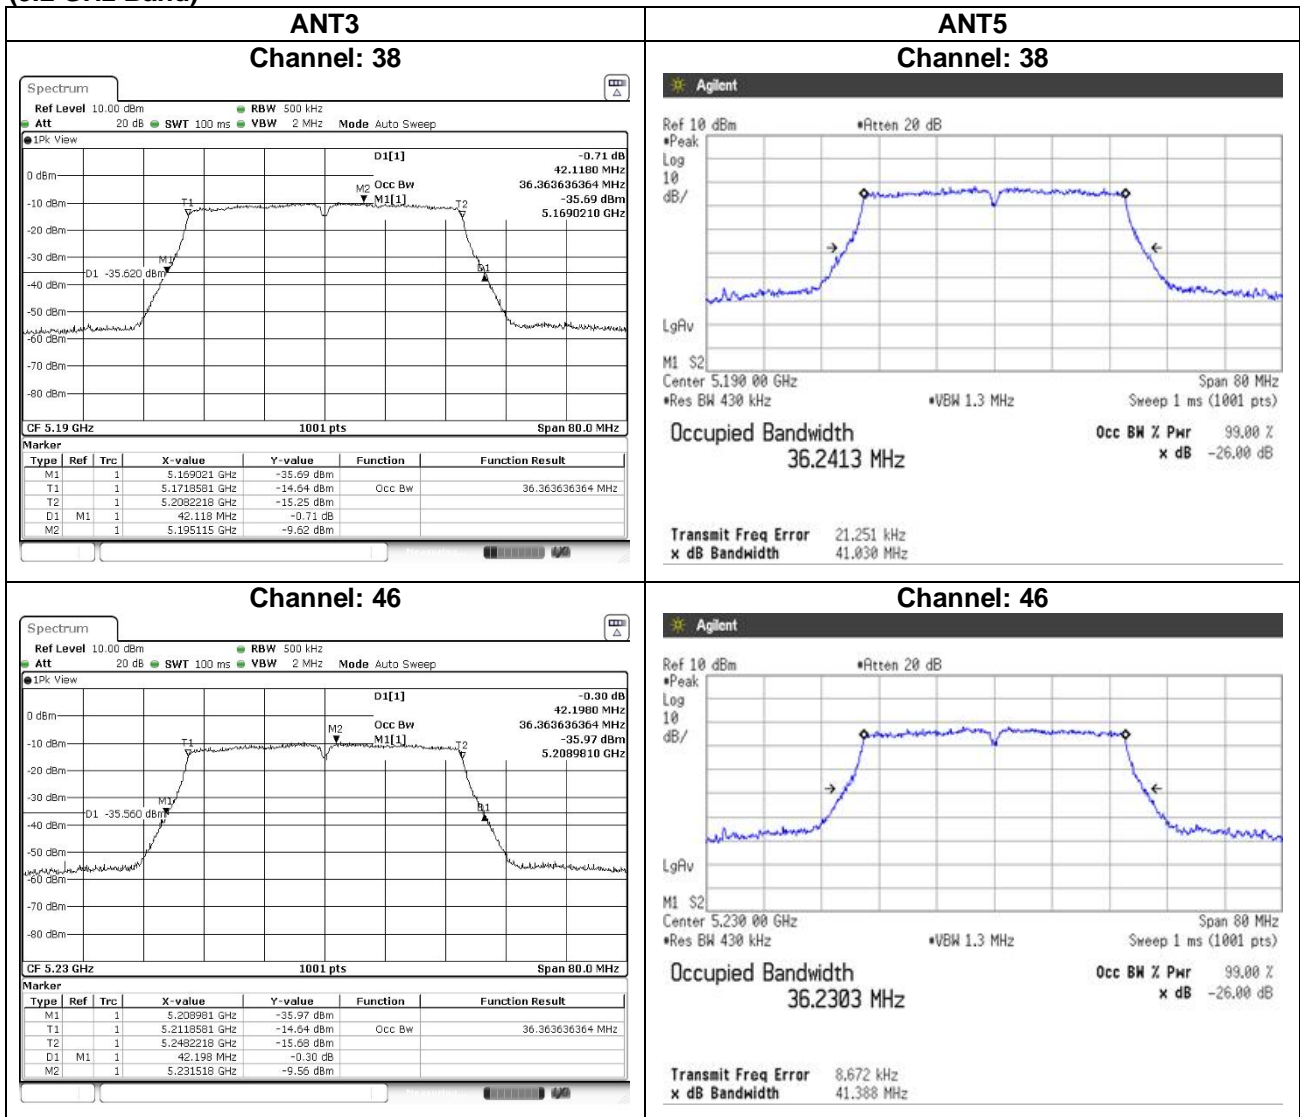 ANT3
ANT5
Channel: 38
Spectrum
Ref Level 10.00 dBm RBW 500 kHz
Att 20 dB SWT 100 ms VBW 2 MHz Mode Auto Sweep
1Pk View
D1[1] -0.71 dB
42.1180 MHz
Occ Bw 36.363636364 MHz
M1[1] -35.69 dBm
5.1690210 GHz
M2
T1
T2
M1
D1
D1 -35.620 dBm
0 dBm
-10 dBm
-20 dBm
-30 dBm
-40 dBm
-50 dBm
-60 dBm
-70 dBm
-80 dBm
CF 5.19 GHz 1001 pts Span 80.0 MHz
Marker
Type Ref Trc X-value Y-value Function Function Result
M1 1 5.169021 GHz -35.69 dBm
T1 1 5.1718581 GHz -14.64 dBm Occ Bw 36.363636364 MHz
T2 1 5.2082218 GHz -15.25 dBm
D1 M1 1 42.118 MHz -0.71 dB
M2 1 5.195115 GHz -9.62 dBm
Channel: 38
Agilent
Ref 10 dBm #Atten 20 dB
#Peak
Log
10
dB/
LgAv
M1 S2
Center 5.190 00 GHz Span 80 MHz
#Res BW 430 kHz #VBW 1.3 MHz Sweep 1 ms (1001 pts)
Occupied Bandwidth Occ BW % Pwr 99.00 %
36.2413 MHz x dB -26.00 dB
Transmit Freq Error 21.251 kHz
x dB Bandwidth 41.030 MHz
Channel: 46
Spectrum
Ref Level 10.00 dBm RBW 500 kHz
Att 20 dB SWT 100 ms VBW 2 MHz Mode Auto Sweep
1Pk View
D1[1] -0.30 dB
42.1980 MHz
Occ Bw 36.363636364 MHz
M1[1] -35.97 dBm
5.2089810 GHz
M2
T1
T2
M1
D1
D1 -35.560 dBm
0 dBm
-10 dBm
-20 dBm
-30 dBm
-40 dBm
-50 dBm
-60 dBm
-70 dBm
-80 dBm
CF 5.23 GHz 1001 pts Span 80.0 MHz
Marker
Type Ref Trc X-value Y-value Function Function Result
M1 1 5.208981 GHz -35.97 dBm
T1 1 5.2118581 GHz -14.64 dBm Occ Bw 36.363636364 MHz
T2 1 5.2482218 GHz -15.68 dBm
D1 M1 1 42.198 MHz -0.30 dB
M2 1 5.231518 GHz -9.56 dBm
Channel: 46
Agilent
Ref 10 dBm #Atten 20 dB
#Peak
Log
10
dB/
LgAv
M1 S2
Center 5.230 00 GHz Span 80 MHz
#Res BW 430 kHz #VBW 1.3 MHz Sweep 1 ms (1001 pts)
Occupied Bandwidth Occ BW % Pwr 99.00 %
36.2303 MHz x dB -26.00 dB
Transmit Freq Error 8.672 kHz
x dB Bandwidth 41.388 MHz